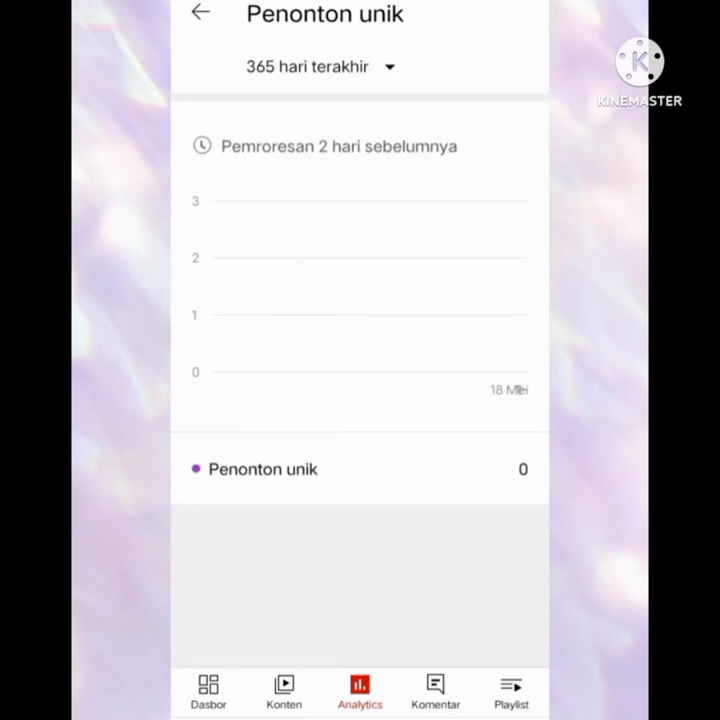 Penonton unik
365 hari terakhir
KINEMASTER
Pemroresan 2 hari sebelumnya
3
2
1
0
18 Mei
Penonton unik 0
Dasbor Konten Analytics Komentar Playlist